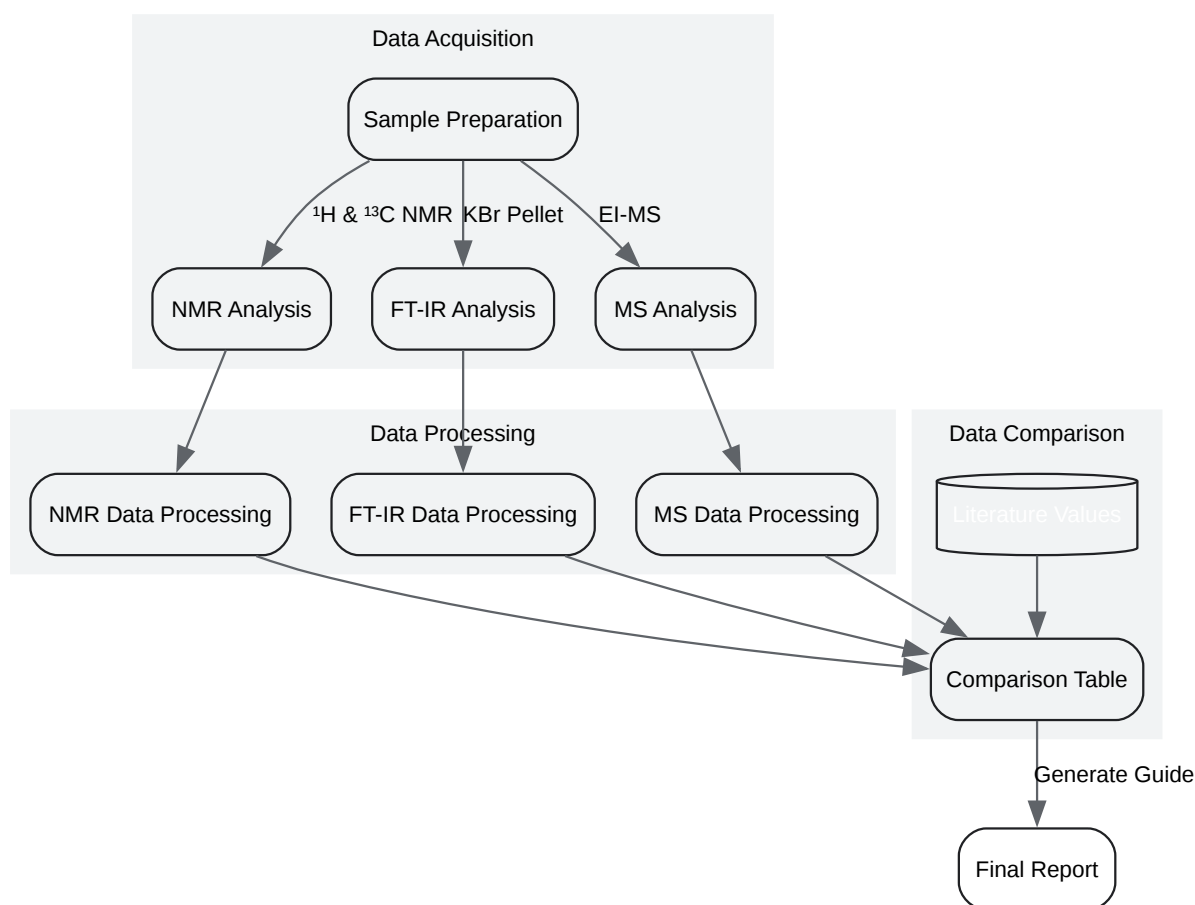 Data Acquisition
Sample Preparation
¹H & ¹³C NMR
KBr Pellet
EI-MS
NMR Analysis
FT-IR Analysis
MS Analysis
Data Processing
Data Comparison
NMR Data Processing
FT-IR Data Processing
MS Data Processing
Literature Values
Comparison Table
Generate Guide
Final Report